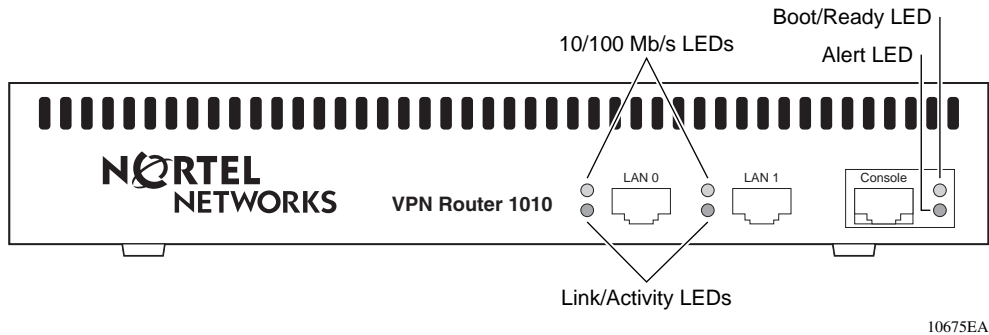 Boot/Ready LED
10/100 Mb/s LEDs
Alert LED
NORTEL
NETWORKS
VPN Router 1010
LAN 0
LAN 1
Console
Link/Activity LEDs
10675EA